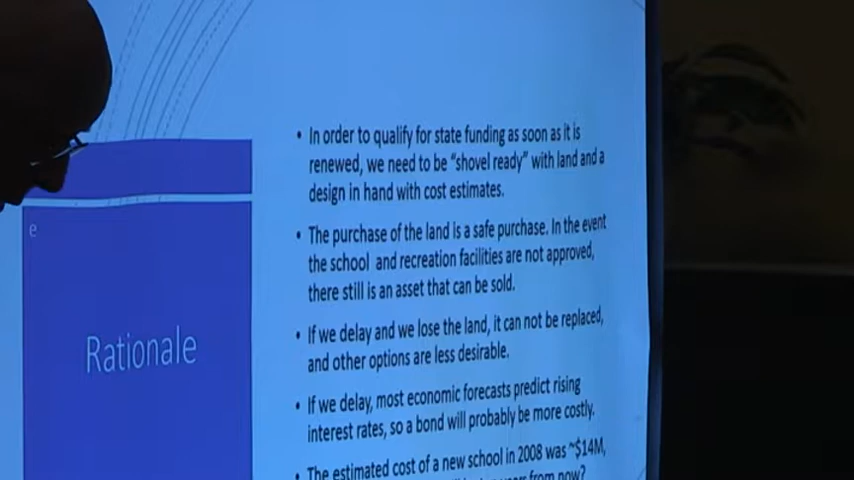 • In order to qualify for state funding as soon as it is
renewed, we need to be "shovel ready" with land and a
design in hand with cost estimates.
• The purchase of the land is a safe purchase. In the event
the school and recreation facilities are not approved,
there still is an asset that can be sold.
• If we delay and we lose the land, it can not be replaced,
and other options are less desirable.
• If we delay, most economic forecasts predict rising
interest rates, so a bond will probably be more costly.
• The estimated cost of a new school in 2008 was ~$14M,
from now?
e
Rationale